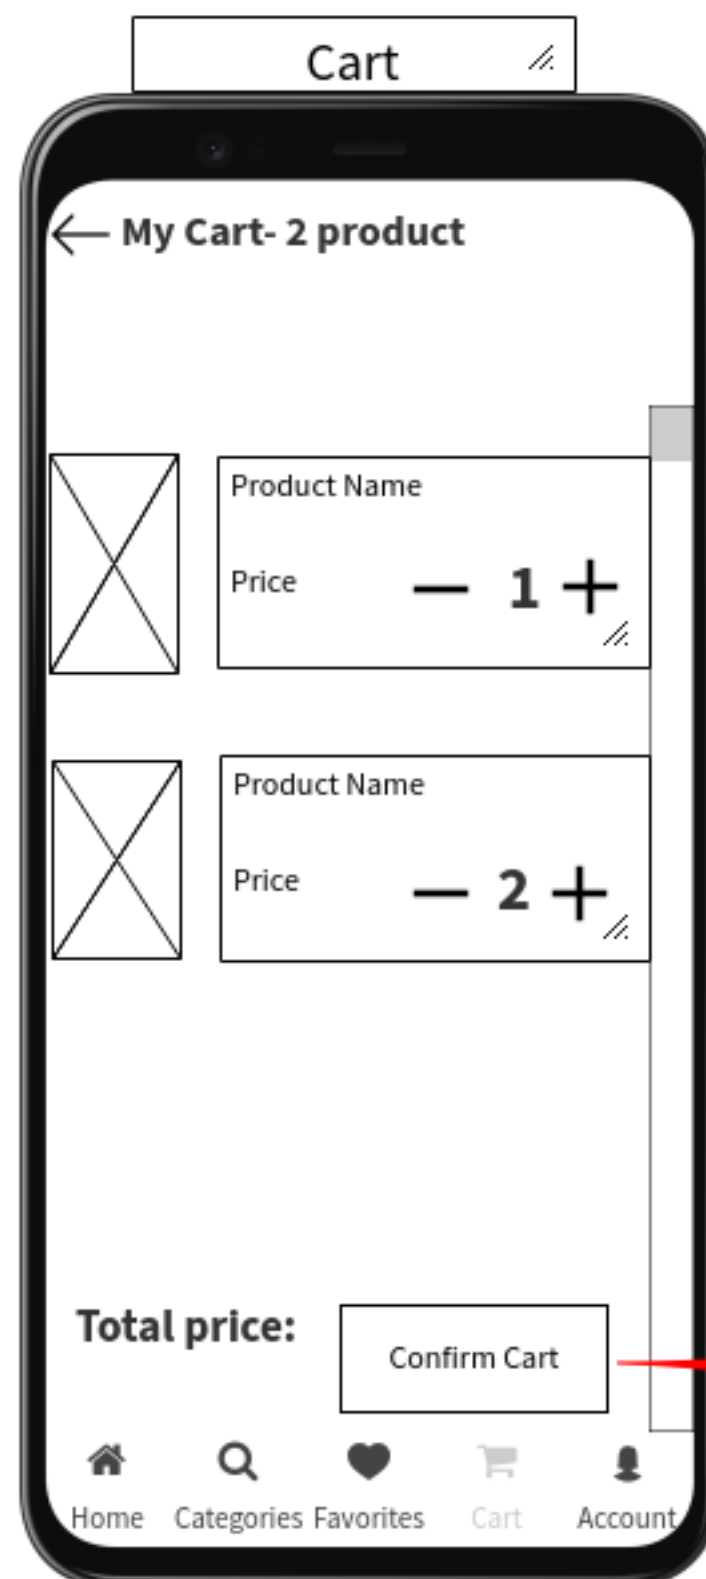 Cart
My Cart- 2 product
Product Name
Price
1
Product Name
Price
2
Total price:
Confirm Cart
Home Categories Favorites Cart Account